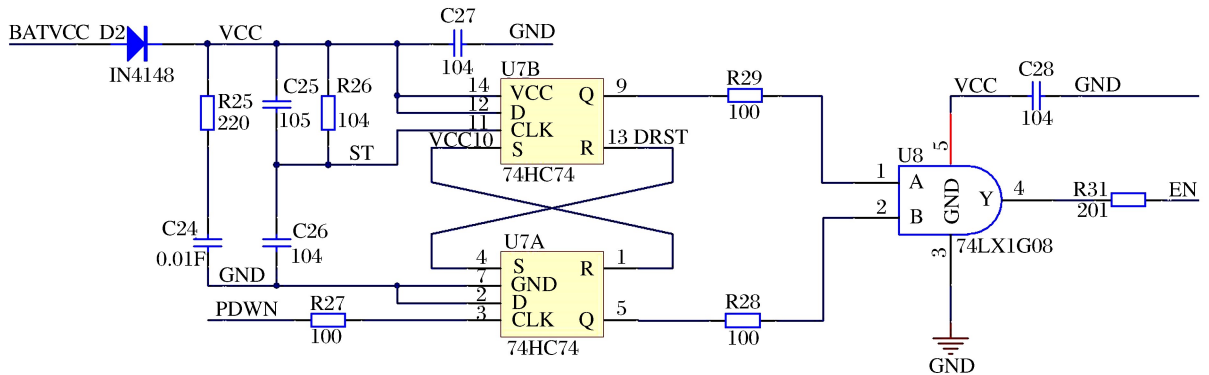 BATVCC D2 VCC C27 GND
IN4148 104
U7B
R25 220
C25 105
R26 104
14 VCC Q 9
12 D
11 CLK
VCC10 S R 13 DRST
74HC74
ST
R29
100
VCC C28 GND
104
5
U8
1 A
2 B
GND
Y 4
R31 EN
201
3
74LX1G08
GND
C24
0.01F
C26
104
GND
U7A
4 S R 1
7 GND
2 D
3 CLK Q 5
74HC74
PDWN R27
100
R28
100